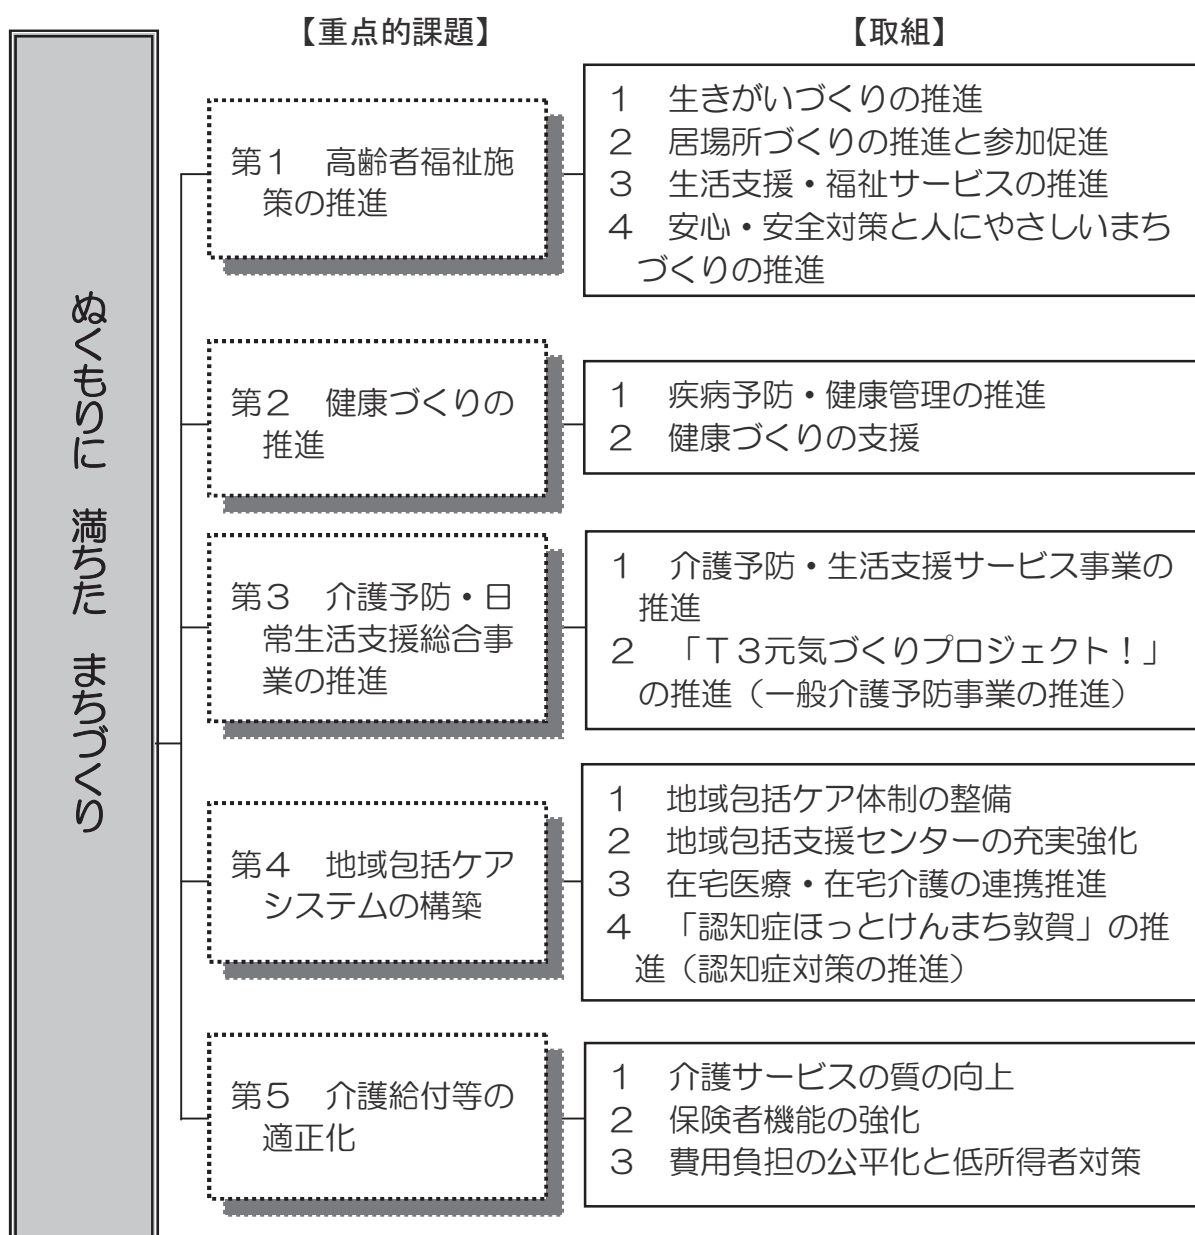 【重点的課題】
【取組】
ぬくもりに 満ちた まちづくり
第１ 高齢者福祉施
策の推進
１ 生きがいづくりの推進
２ 居場所づくりの推進と参加促進
３ 生活支援・福祉サービスの推進
４ 安心・安全対策と人にやさしいまち
づくりの推進
第２ 健康づくりの
推進
１ 疾病予防・健康管理の推進
２ 健康づくりの支援
第３ 介護予防・日
常生活支援総合事
業の推進
１ 介護予防・生活支援サービス事業の
推進
２ 「Ｔ３元気づくりプロジェクト！」
の推進（一般介護予防事業の推進）
第４ 地域包括ケア
システムの構築
１ 地域包括ケア体制の整備
２ 地域包括支援センターの充実強化
３ 在宅医療・在宅介護の連携推進
４ 「認知症ほっとけんまち敦賀」の推
進（認知症対策の推進）
第５ 介護給付等の
適正化
１ 介護サービスの質の向上
２ 保険者機能の強化
３ 費用負担の公平化と低所得者対策